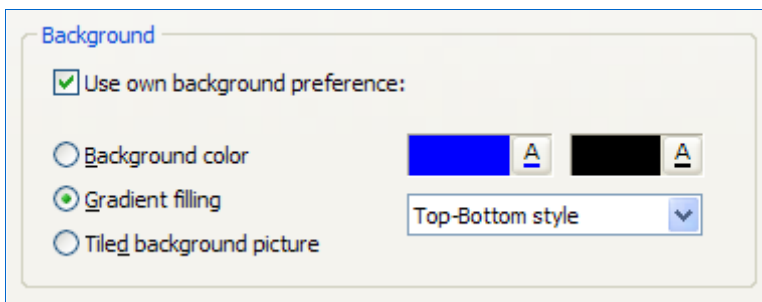 Background
Use own background preference:
Background color A A
Gradient filling
Top-Bottom style
Tiled background picture